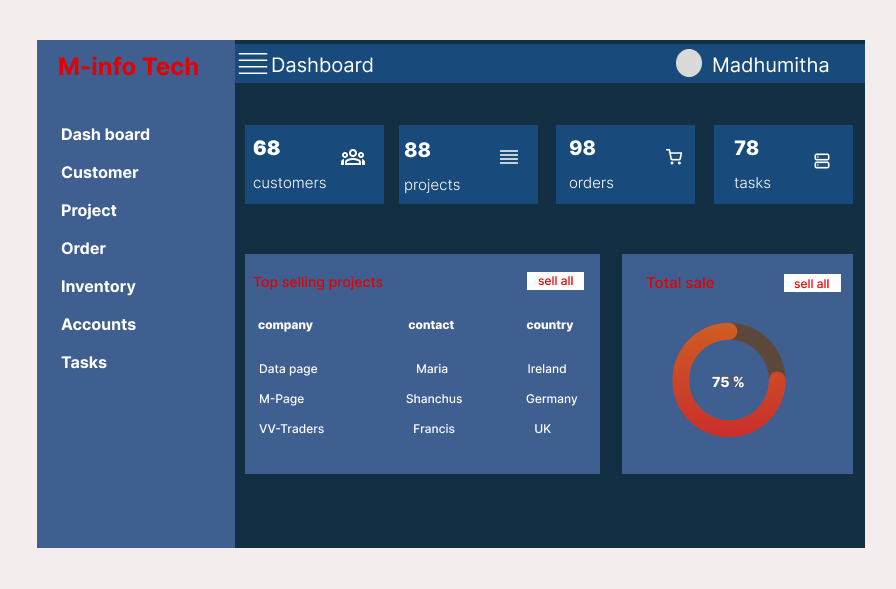 M-info Tech
Dashboard
Madhumitha
Dash board
Customer
Project
Order
Inventory
Accounts
Tasks
68
customers
88
projects
98
orders
78
tasks
Top selling projects
sell all
company contact country
Data page Maria Ireland
M-Page Shanchus Germany
VV-Traders Francis UK
Total sale
sell all
75 %